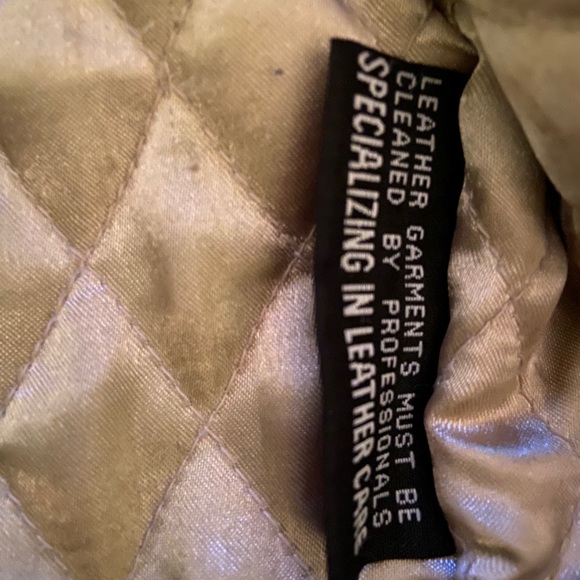 LEATHER GARMENTS MUST BE
CLEANED BY PROFESSIONALS
SPECIALIZING IN LEATHER CARE